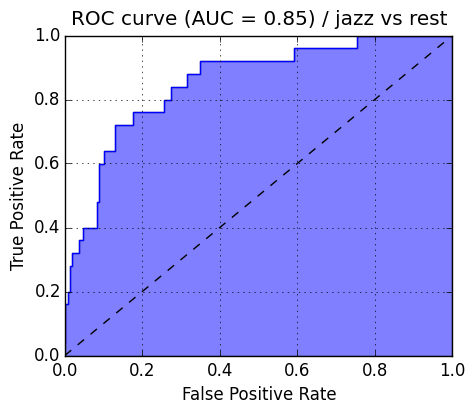 ROC curve (AUC = 0.85) / jazz vs rest
1.0
0.8
0.6
0.4
0.2
0.0
True Positive Rate
0.0 0.2 0.4 0.6 0.8 1.0
False Positive Rate